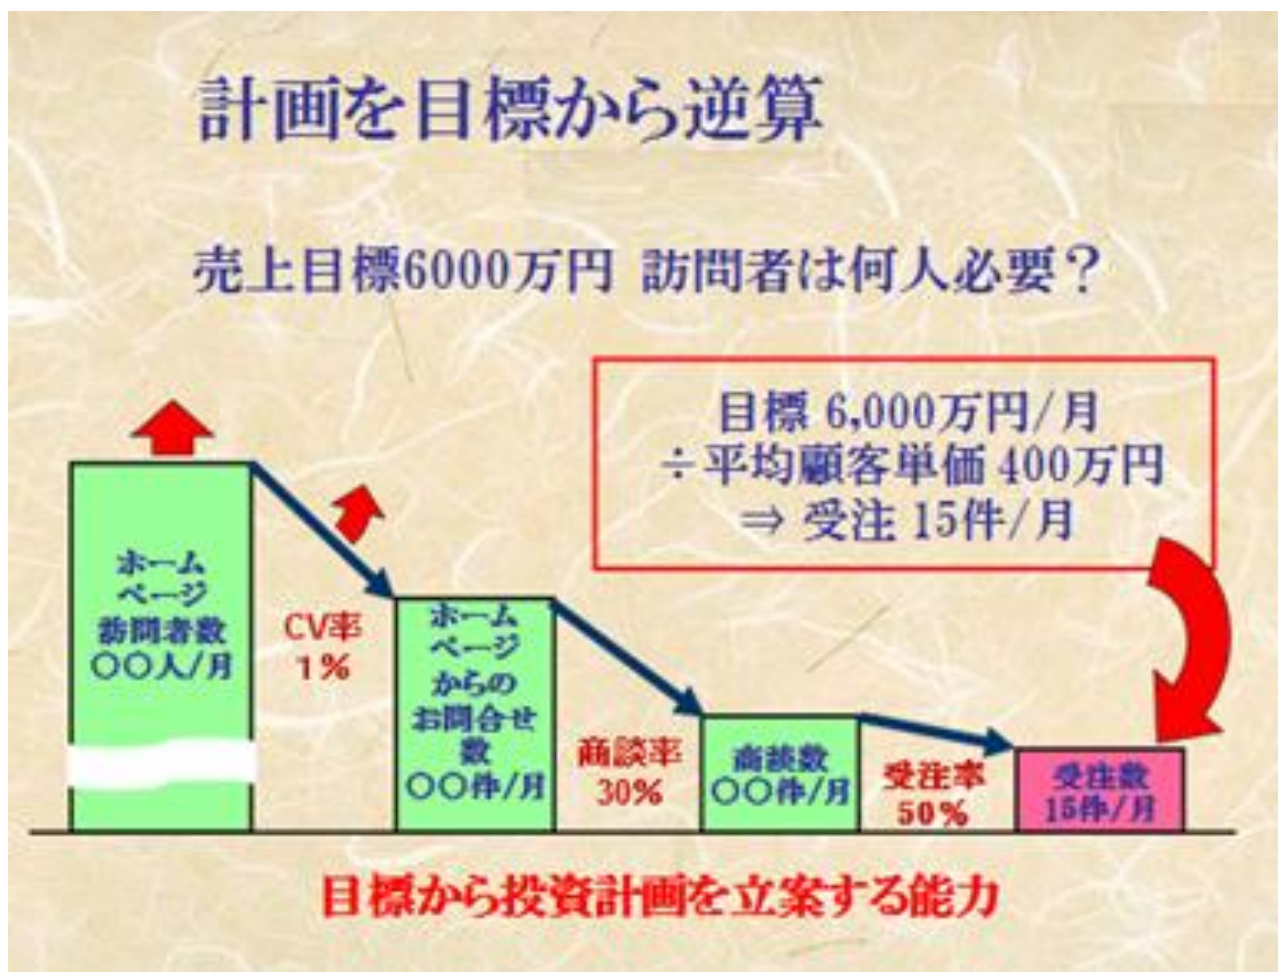 計画を目標から逆算
売上目標6000万円 訪問者は何人必要？
目標 6,000万円/月
÷平均顧客単価 400万円
⇒ 受注 15件/月
ホーム
ページ
訪問者数
〇〇人/月
CV率
1%
ホーム
ページ
からの
お問合せ
数
〇〇件/月
商談率
30%
商談数
〇〇件/月
受注率
50%
受注数
15件/月
目標から投資計画を立案する能力